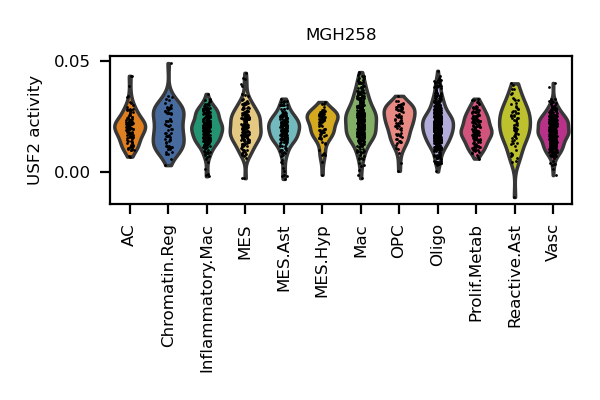 MGH258
0.05
0.00
USF2 activity
AC
Chromatin.Reg
Inflammatory.Mac
MES
MES.Ast
MES.Hyp
Mac
OPC
Oligo
Prolif.Metab
Reactive.Ast
Vasc